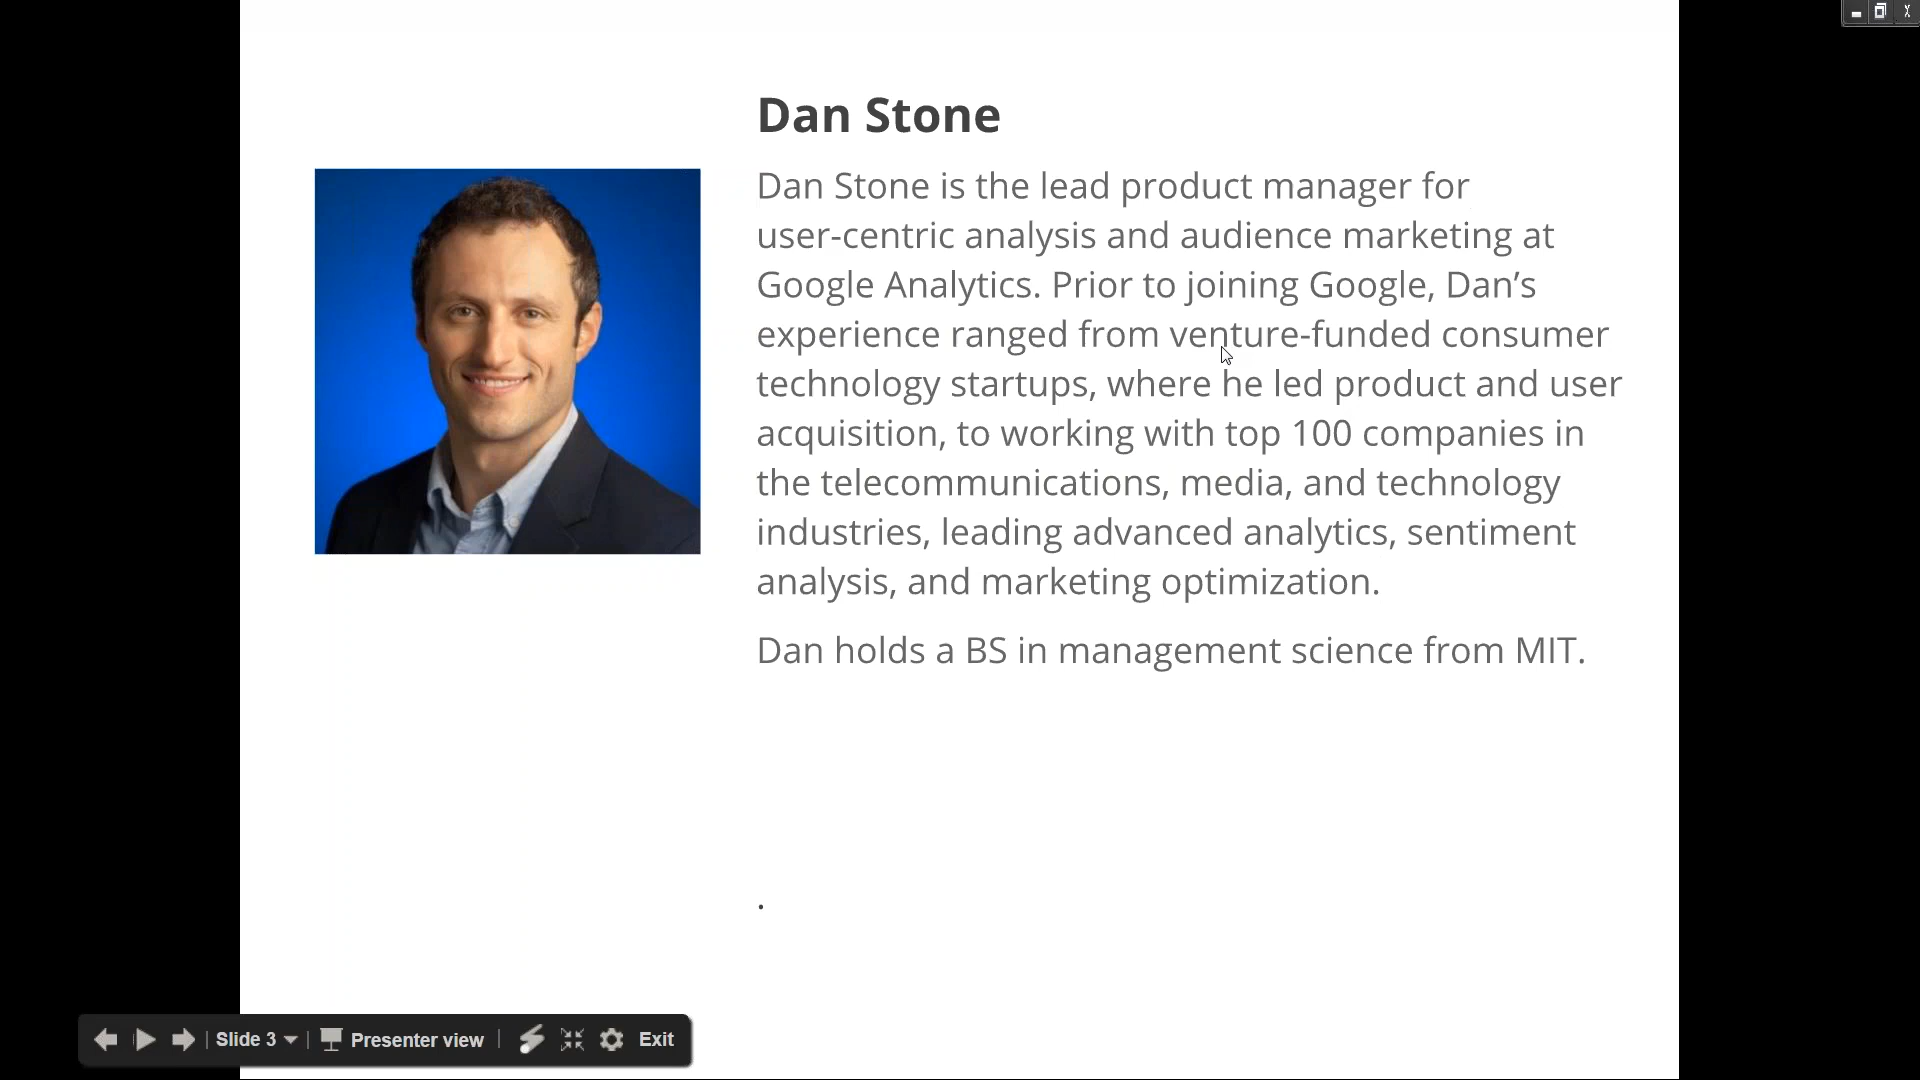 Dan Stone
Dan Stone is the lead product manager for
user-centric analysis and audience marketing at
Google Analytics. Prior to joining Google, Dan’s
experience ranged from venture-funded consumer
technology startups, where he led product and user
acquisition, to working with top 100 companies in
the telecommunications, media, and technology
industries, leading advanced analytics, sentiment
analysis, and marketing optimization.
Dan holds a BS in management science from MIT.
.
Slide 3 Presenter view Exit